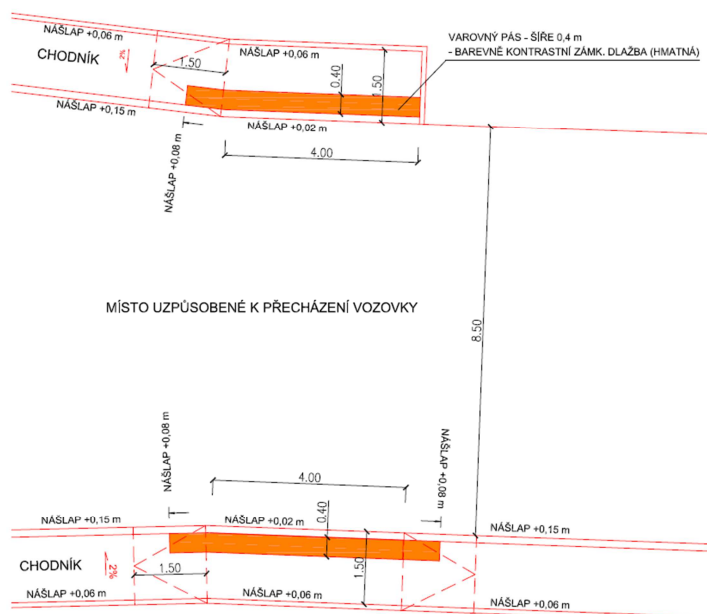 NÁŠLAP +0,06 m
CHODNÍK
2%
1.50
NÁŠLAP +0,06 m
0.40
1.50
VAROVNÝ PÁS - ŠÍŘE 0,4 m
- BAREVNĚ KONTRASTNÍ ZÁMK. DLAŽBA (HMATNÁ)
NÁŠLAP +0,15 m
NÁŠLAP +0,02 m
NÁŠLAP +0,08 m
4.00
MÍSTO UZPŮSOBENÉ K PŘECHÁZENÍ VOZOVKY
8.50
NÁŠLAP +0,08 m
4.00
NÁŠLAP +0,08 m
NÁŠLAP +0,15 m
NÁŠLAP +0,02 m
0.40
NÁŠLAP +0,15 m
CHODNÍK
2%
1.50
1.50
NÁŠLAP +0,06 m
NÁŠLAP +0,06 m
NÁŠLAP +0,06 m